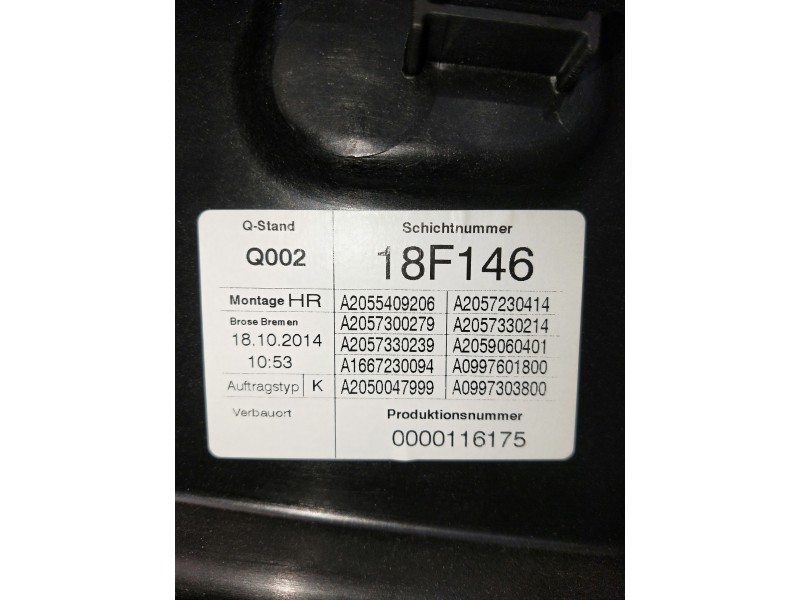 Q-Stand
Schichtnummer
Q002
18F146
Montage HR
A2055409206 A2057230414
Brose Bremen
A2057300279 A2057330214
18.10.2014
A2057330239 A2059060401
10:53
A1667230094 A0997601800
Auftragstyp K
A2050047999 A0997303800
Verbauort
Produktionsnummer
0000116175